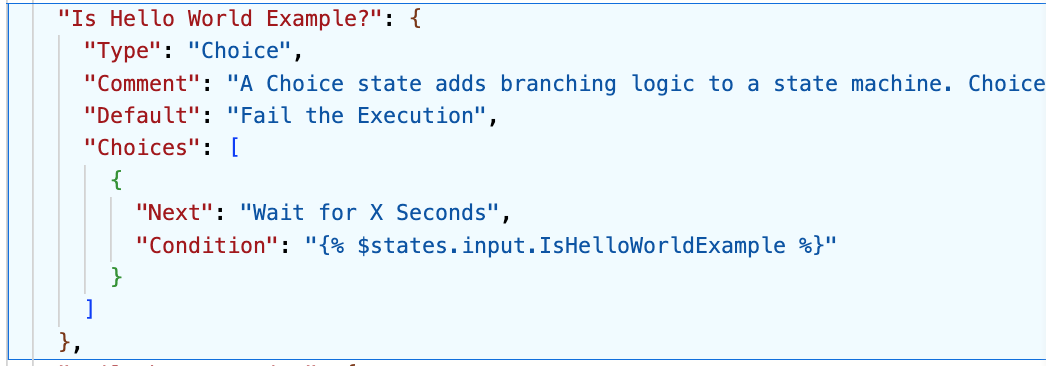 "Is Hello World Example?": {
"Type": "Choice",
"Comment": "A Choice state adds branching logic to a state machine. Choice
"Default": "Fail the Execution",
"Choices": [
{
"Next": "Wait for X Seconds",
"Condition": "{% $states.input.IsHelloWorldExample %}"
}
]
},